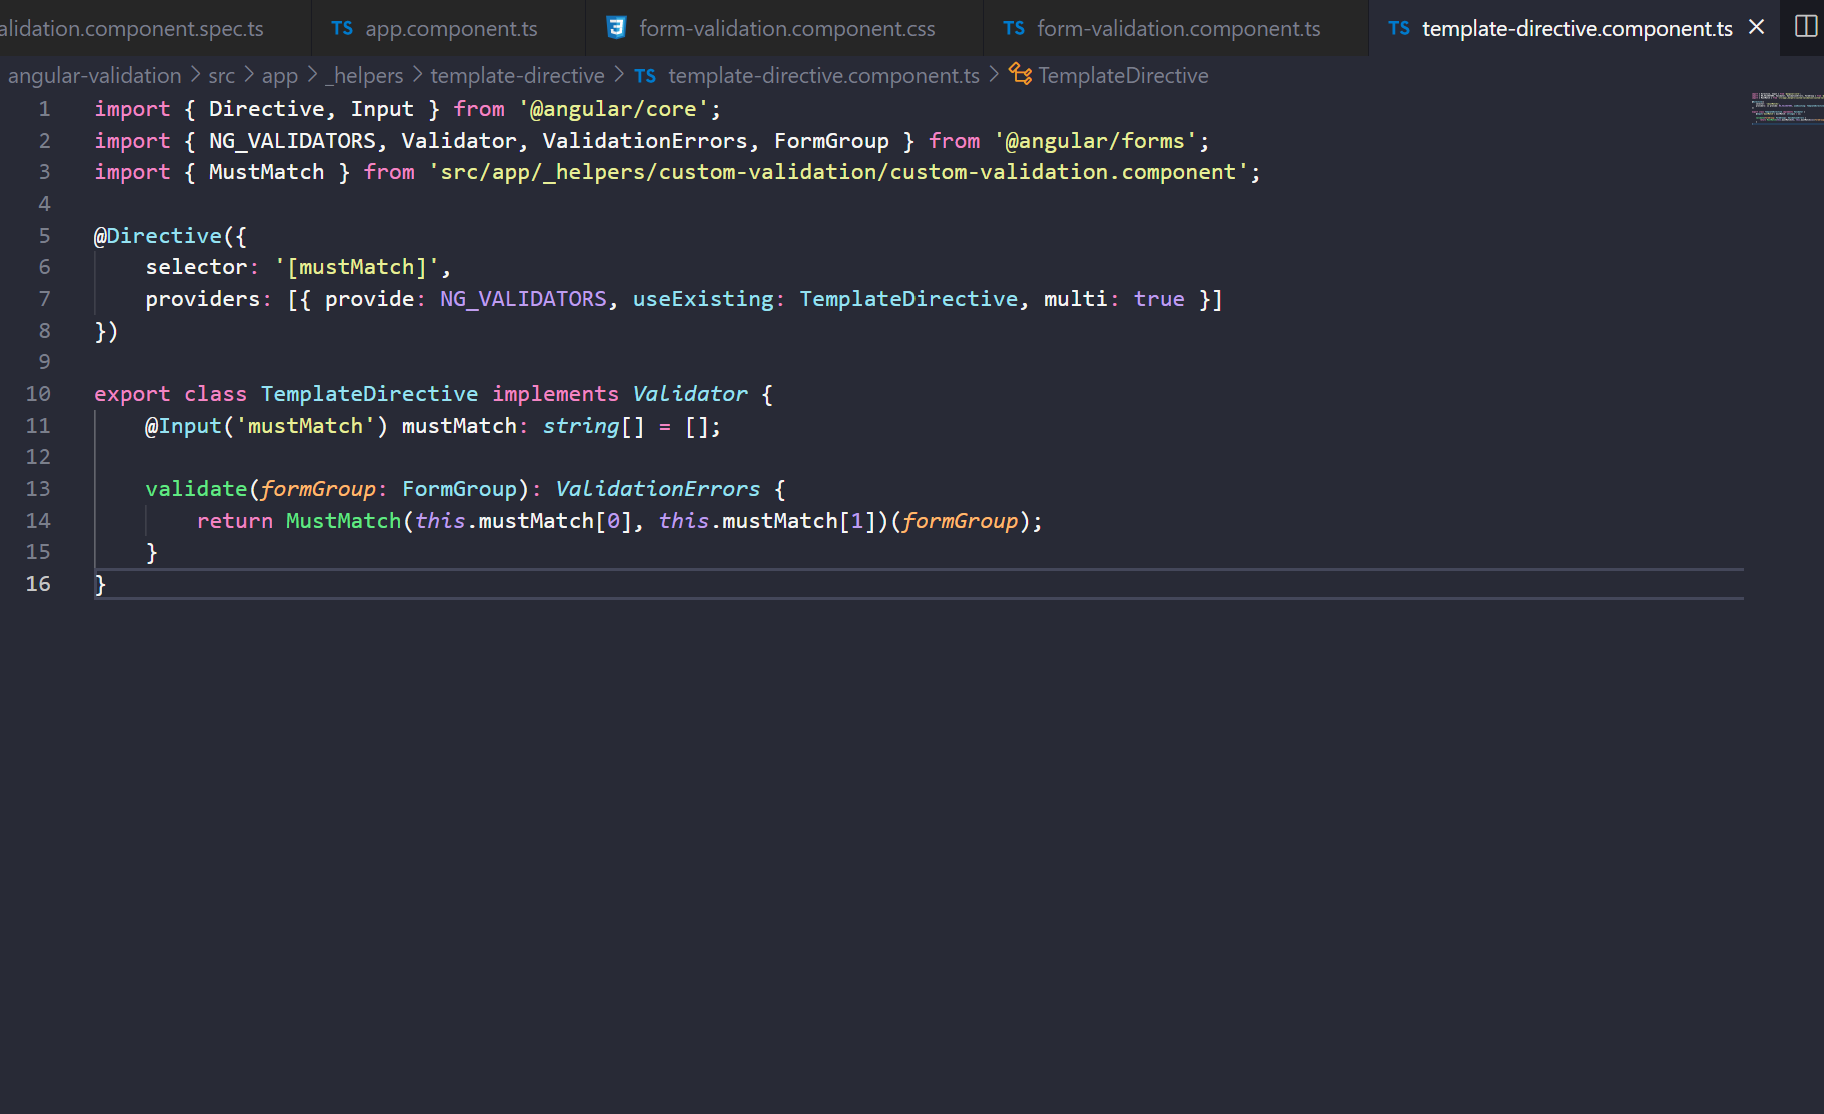 alidation.component.spec.ts TS app.component.ts form-validation.component.css TS form-validation.component.ts TS template-directive.component.ts
angular-validation > src > app > _helpers > template-directive > TS template-directive.component.ts > TemplateDirective
1 import { Directive, Input } from '@angular/core';
2 import { NG_VALIDATORS, Validator, ValidationErrors, FormGroup } from '@angular/forms';
3 import { MustMatch } from 'src/app/_helpers/custom-validation/custom-validation.component';
4
5 @Directive({
6     selector: '[mustMatch]',
7     providers: [{ provide: NG_VALIDATORS, useExisting: TemplateDirective, multi: true }]
8 })
9
10 export class TemplateDirective implements Validator {
11     @Input('mustMatch') mustMatch: string[] = [];
12
13     validate(formGroup: FormGroup): ValidationErrors {
14         return MustMatch(this.mustMatch[0], this.mustMatch[1])(formGroup);
15     }
16 }